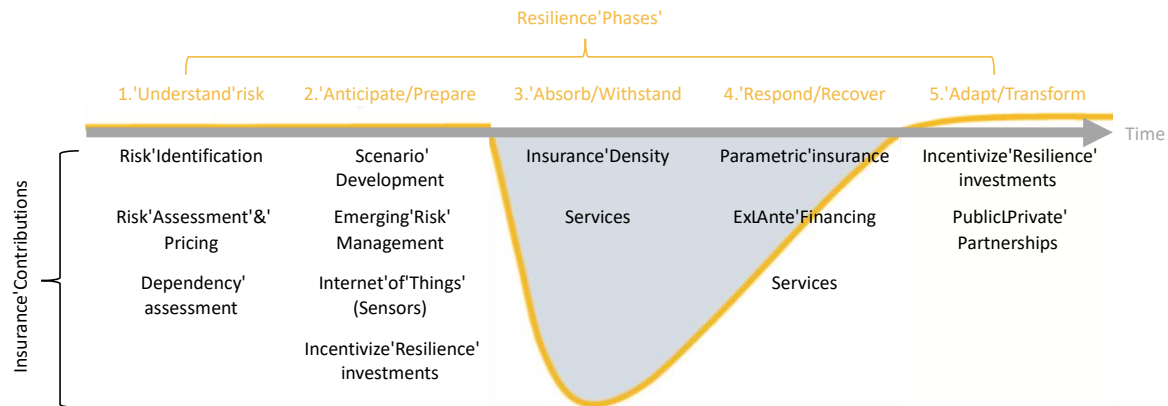 Resilience'Phases'
1.'Understand'risk
2.'Anticipate/Prepare
3.'Absorb/Withstand
4.'Respond/Recover
5.'Adapt/Transform
Time
Insurance'Contributions
Risk'Identification
Risk'Assessment'&'
Pricing
Dependency'
assessment
Scenario'
Development
Emerging'Risk'
Management
Internet'of'Things'
(Sensors)
Incentivize'Resilience'
investments
Insurance'Density
Services
Parametric'insurance
ExLAnte'Financing
Services
Incentivize'Resilience'
investments
PublicLPrivate'
Partnerships